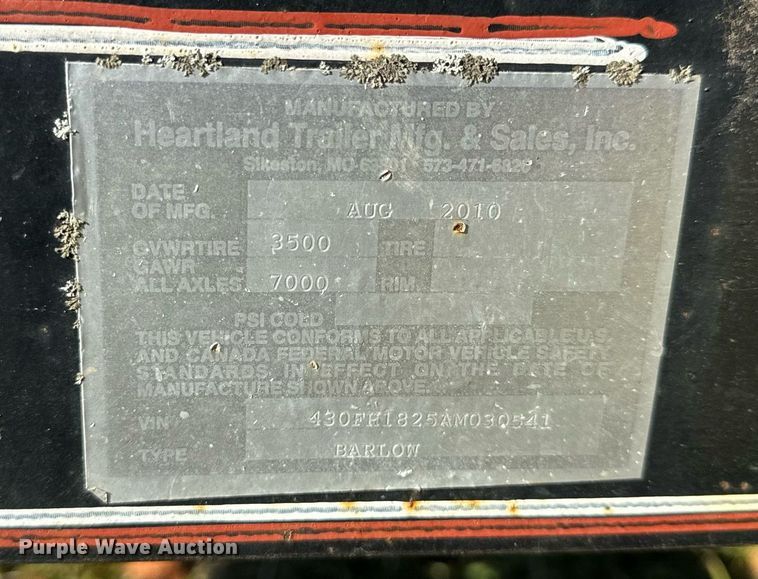 MANUFACTURED BY
Heartland Trailer Mfg. & Sales, Inc.
Sikeston, MO 63801 573-471-6826
DATE
OF MFG. AUG 2010
GVWRTIRE 3500 TIRE
GAWR
ALL AXLES 7000 RIM
PSI COLD
THIS VEHICLE CONFORMS TO ALL APPLICABLE U.S.
AND CANADA FEDERAL MOTOR VEHICLE SAFETY
STANDARDS, IN EFFECT ON THE DATE OF
MANUFACTURE SHOWN ABOVE.
VIN 430FH1825AM030541
TYPE BARLOW
Purple Wave Auction